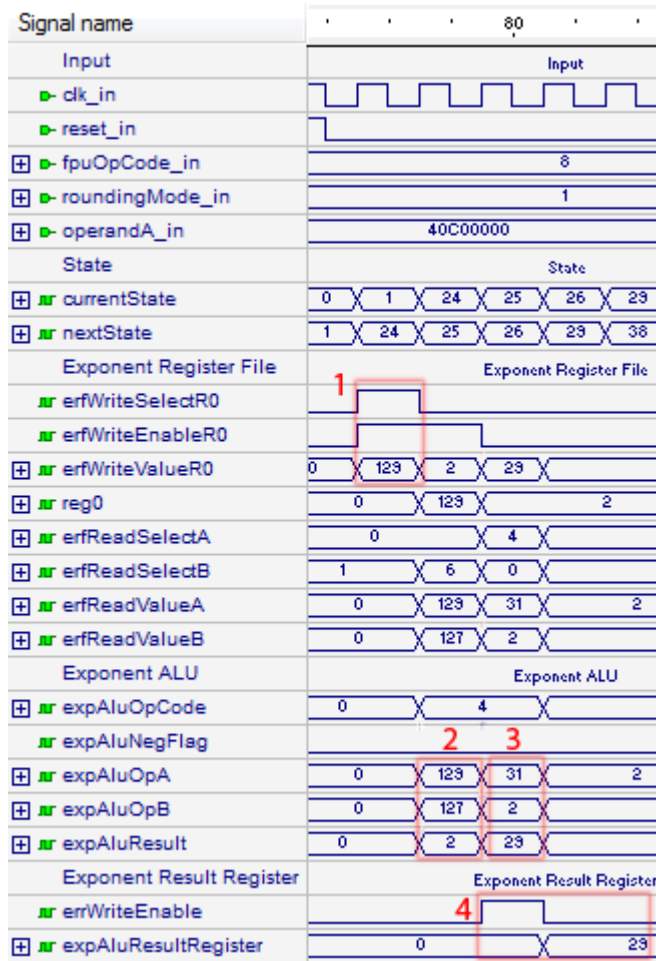 Signal name 80
Input Input
clk_in
reset_in
fpuOpCode_in 8
roundingMode_in 1
operandA_in 40C00000
State State
currentState 0 1 24 25 26 29
nextState 1 24 25 26 29 38
Exponent Register File Exponent Register File
1
erfWriteSelectR0
erfWriteEnableR0
erfWriteValueR0 0 129 2 29
reg0 0 129 2
erfReadSelectA 0 4
erfReadSelectB 1 6 0
erfReadValueA 0 129 31 2
erfReadValueB 0 127 2
Exponent ALU Exponent ALU
expAluOpCode 0 4
expAluNegFlag 2 3
expAluOpA 0 129 31 2
expAluOpB 0 127 2
expAluResult 0 2 29
Exponent Result Register Exponent Result Register
errWriteEnable 4
expAluResultRegister 0 29